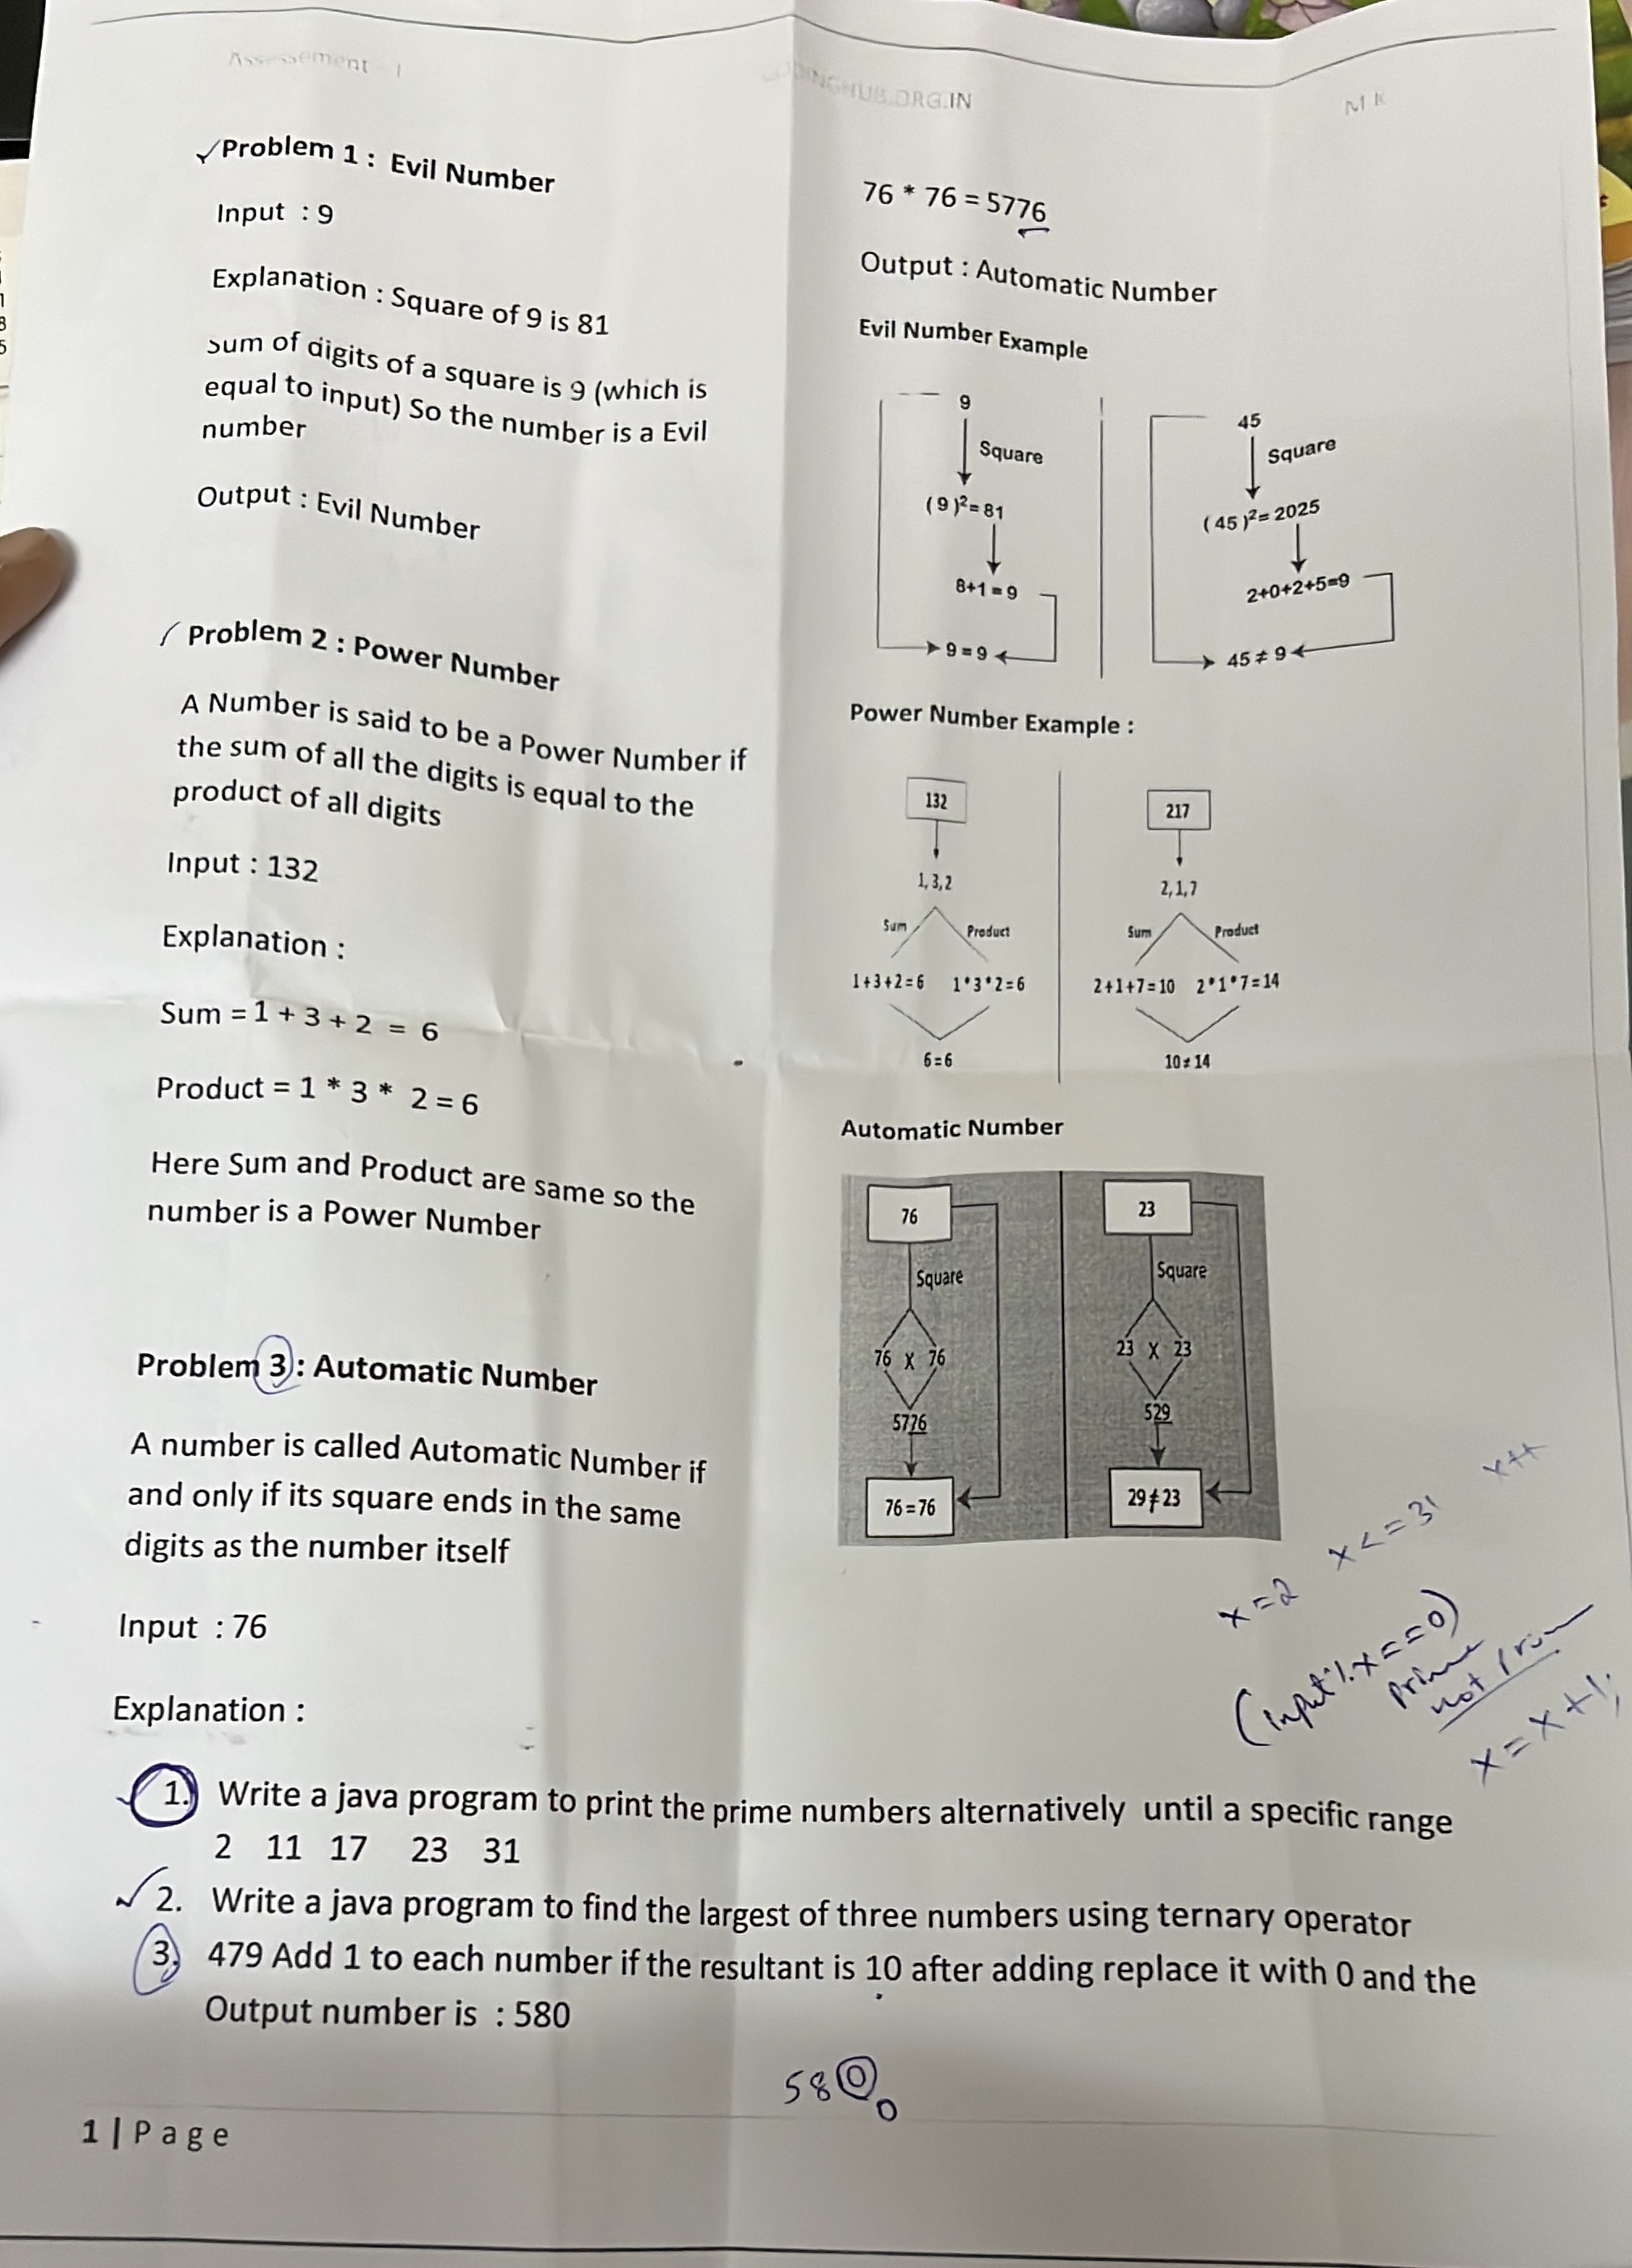 Assessement - 1
CODINGHUB.ORG.IN
M K
Problem 1 : Evil Number
Input : 9
Explanation : Square of 9 is 81
Sum of digits of a square is 9 (which is
equal to input) So the number is a Evil
number
Output : Evil Number
Problem 2 : Power Number
A Number is said to be a Power Number if
the sum of all the digits is equal to the
product of all digits
Input : 132
Explanation :
Sum = 1 + 3 + 2 = 6
Product = 1 * 3 * 2 = 6
Here Sum and Product are same so the
number is a Power Number
Problem 3 : Automatic Number
A number is called Automatic Number if
and only if its square ends in the same
digits as the number itself
Input : 76
Explanation :
76 * 76 = 5776
Output : Automatic Number
Evil Number Example
9
Square
(9)²=81
8+1=9
9=9
45
Square
(45)²=2025
2+0+2+5=9
45≠9
Power Number Example :
132
1,3,2
Sum Product
1+3+2=6 1*3*2=6
6=6
217
2,1,7
Sum Product
2+1+7=10 2*1*7=14
10≠14
Automatic Number
76
Square
76 X 76
5776
76=76
23
Square
23 X 23
529
29≠23
x=2 x<=31 x++
(input%x==0)
prime
not prim
x=x+1;
1. Write a java program to print the prime numbers alternatively until a specific range
2 11 17 23 31
2. Write a java program to find the largest of three numbers using ternary operator
3. 479 Add 1 to each number if the resultant is 10 after adding replace it with 0 and the
Output number is : 580
580
0
1 | Page